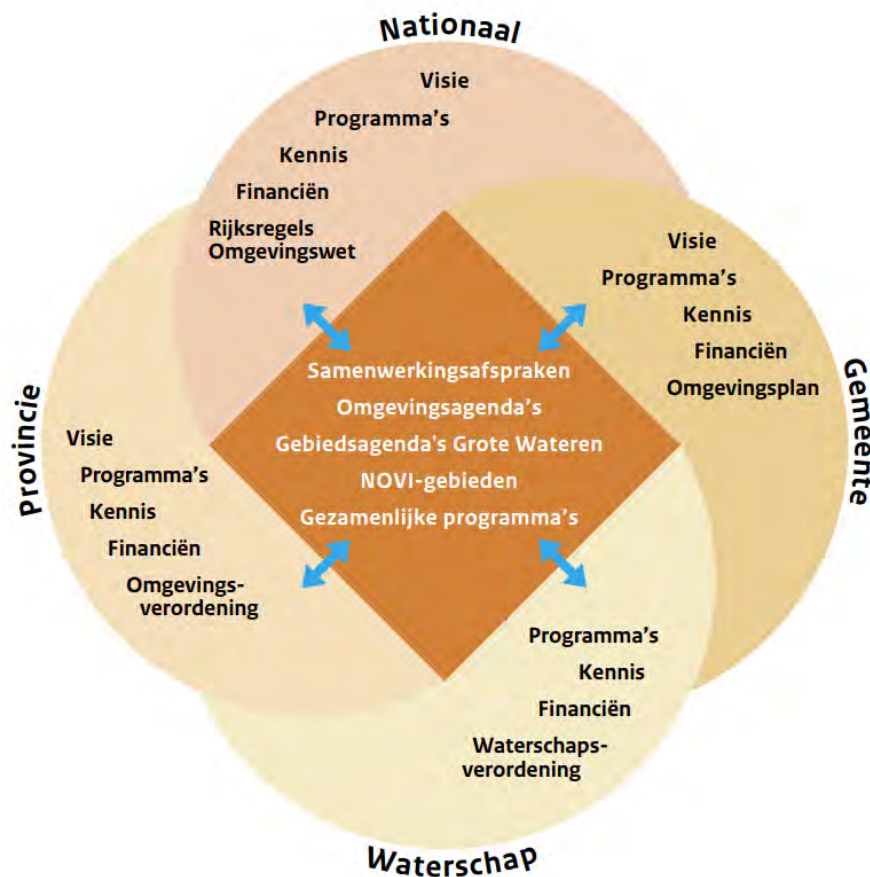 Nationaal
Visie
Programma's
Kennis
Financiën
Rijksregels
Omgevingswet
Gemeente
Visie
Programma's
Kennis
Financiën
Omgevingsplan
Samenwerkingsafspraken
Omgevingsagenda's
Gebiedsagenda's Grote Wateren
NOVI-gebieden
Gezamenlijke programma's
Provincie
Visie
Programma's
Kennis
Financiën
Omgevings-
verordening
Programma's
Kennis
Financiën
Waterschaps-
verordening
Waterschap